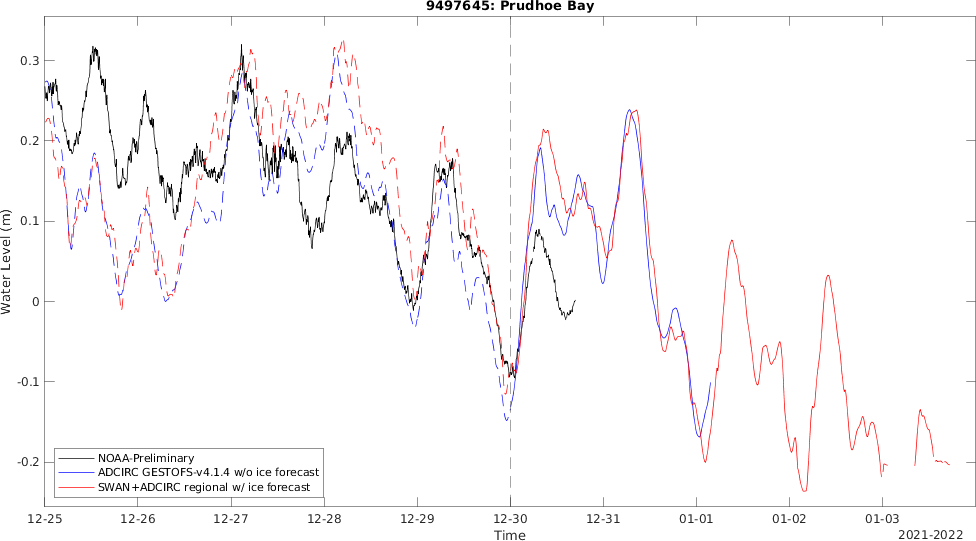 9497645: Prudhoe Bay
Water Level (m)
0.3
0.2
0.1
0
-0.1
-0.2
NOAA-Preliminary
ADCIRC GESTOFS-v4.1.4 w/o ice forecast
SWAN+ADCIRC regional w/ ice forecast
12-25 12-26 12-27 12-28 12-29 12-30 12-31 01-01 01-02 01-03
Time
2021-2022